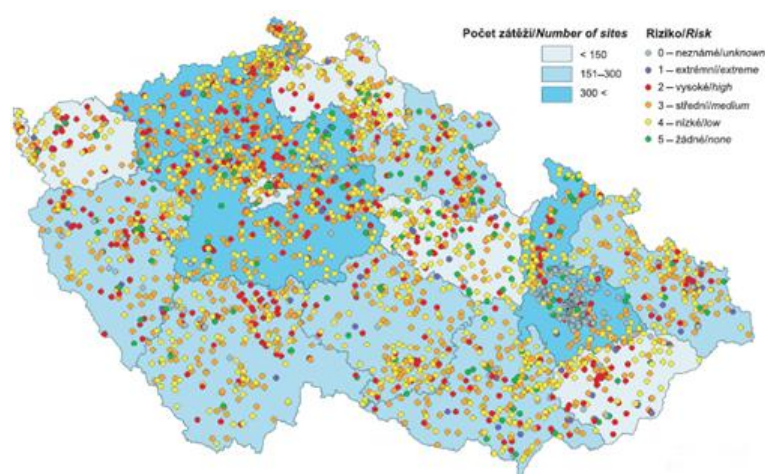 Počet zátěží/Number of sites
< 150
151–300
300 <
Riziko/Risk
0 – neznámé/unknown
1 – extrémní/extreme
2 – vysoké/high
3 – střední/medium
4 – nízké/low
5 – žádné/none